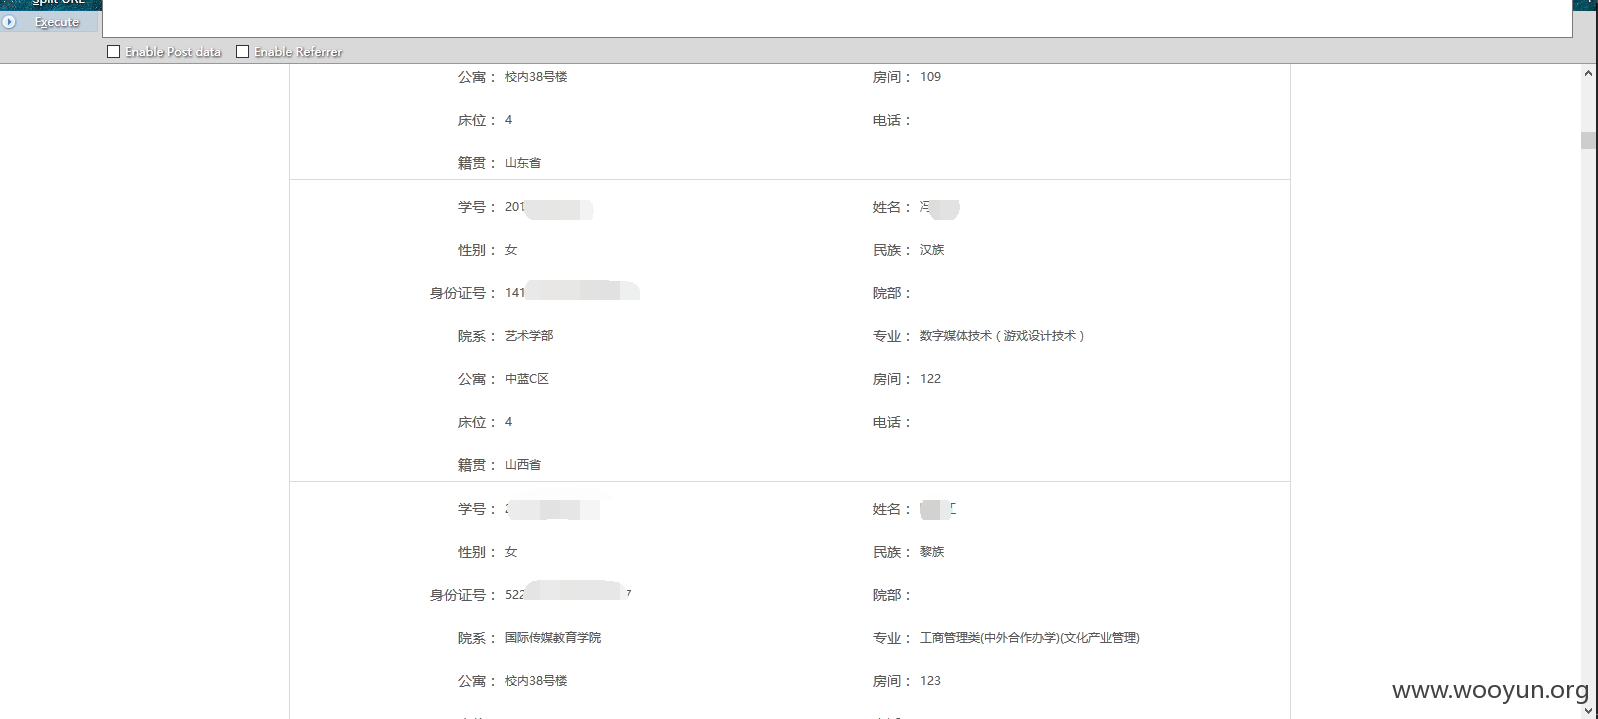 Split URL
Execute
Enable Post data Enable Referrer
公寓： 校内38号楼 房间： 109
床位： 4 电话：
籍贯： 山东省
学号： 201 姓名： 冯
性别： 女 民族： 汉族
身份证号： 141 院部：
院系： 艺术学部 专业： 数字媒体技术（游戏设计技术）
公寓： 中蓝C区 房间： 122
床位： 4 电话：
籍贯： 山西省
学号： 2 姓名：
性别： 女 民族： 黎族
身份证号： 522 7 院部：
院系： 国际传媒教育学院 专业： 工商管理类(中外合作办学)(文化产业管理)
公寓： 校内38号楼 房间： 123
www.wooyun.org